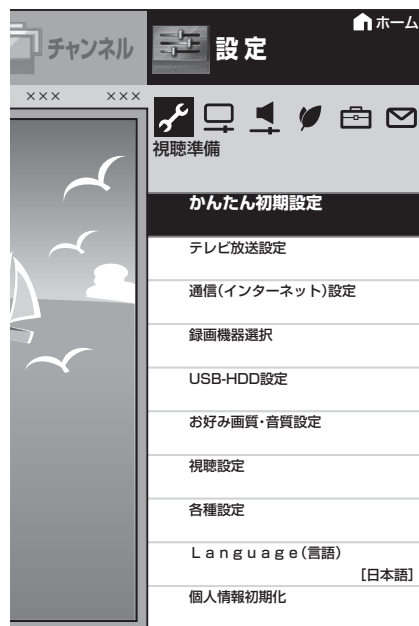 ホーム
チャンネル
設定
××× ×××
視聴準備
かんたん初期設定
テレビ放送設定
通信(インターネット)設定
録画機器選択
USB-HDD設定
お好み画質・音質設定
視聴設定
各種設定
Language(言語)
[日本語]
個人情報初期化